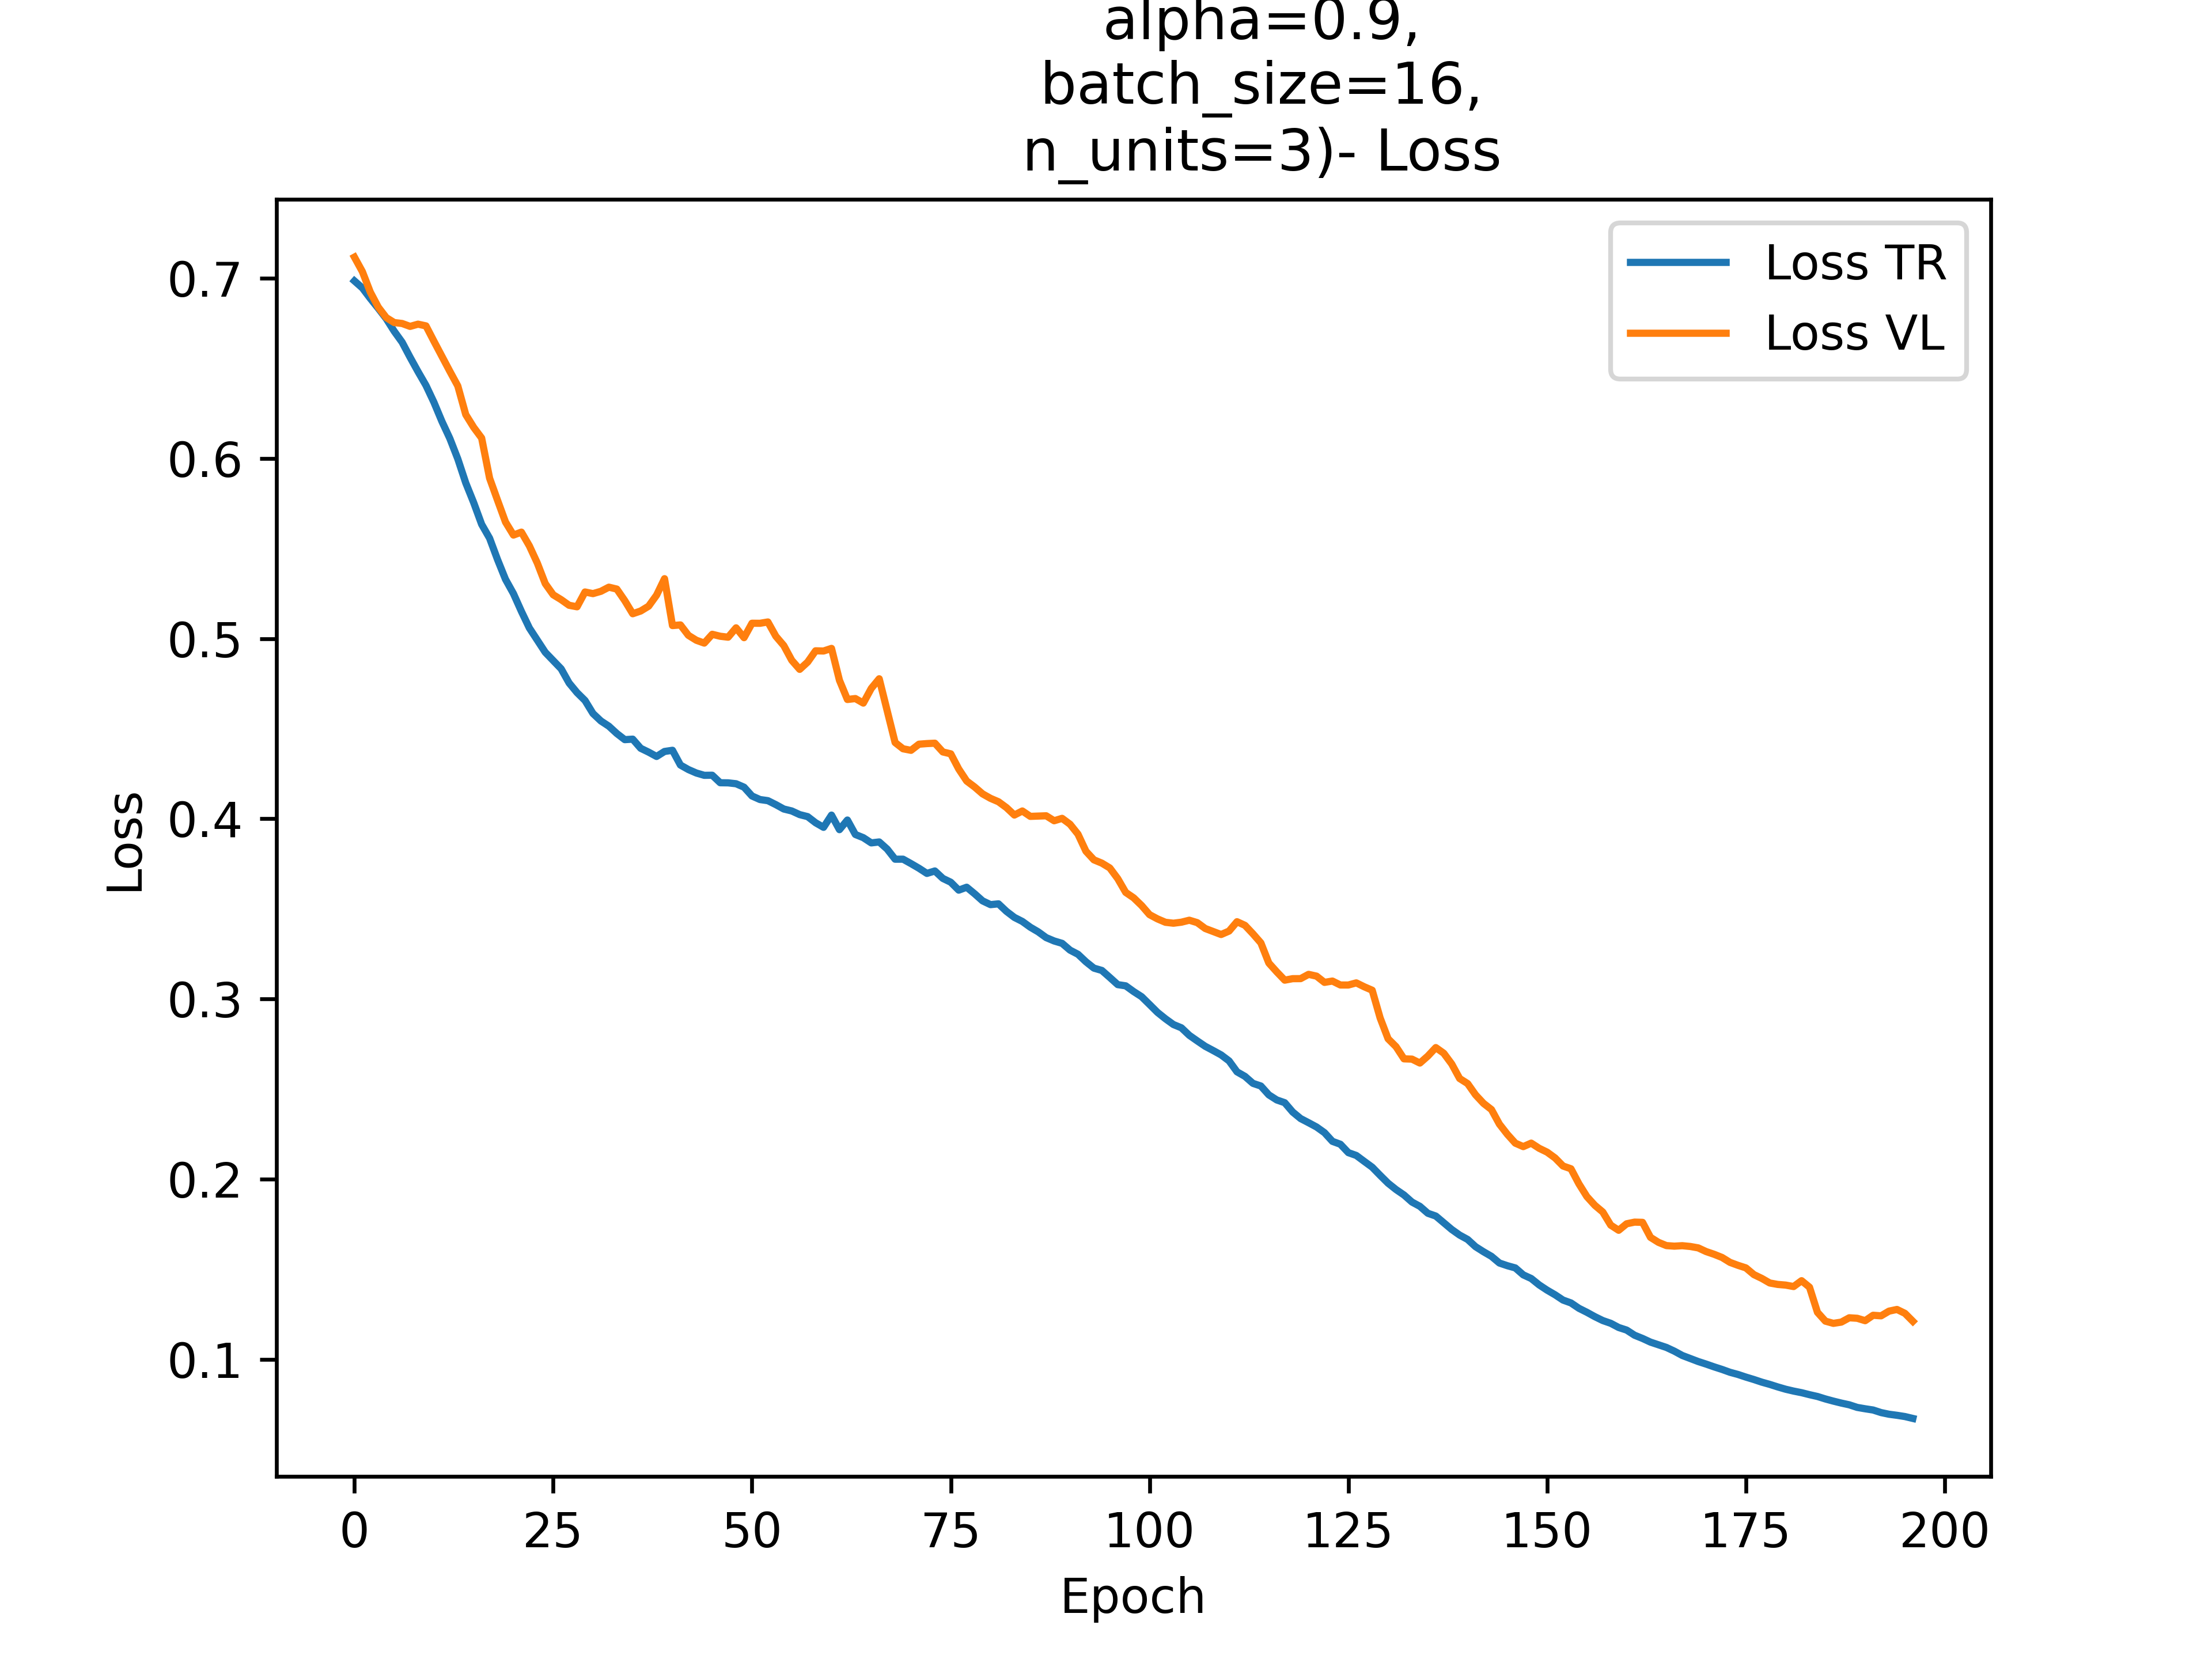 alpha=0.9,
batch_size=16,
n_units=3)- Loss
Loss TR
Loss VL
0.7
0.6
0.5
0.4
0.3
0.2
0.1
Loss
0 25 50 75 100 125 150 175 200
Epoch